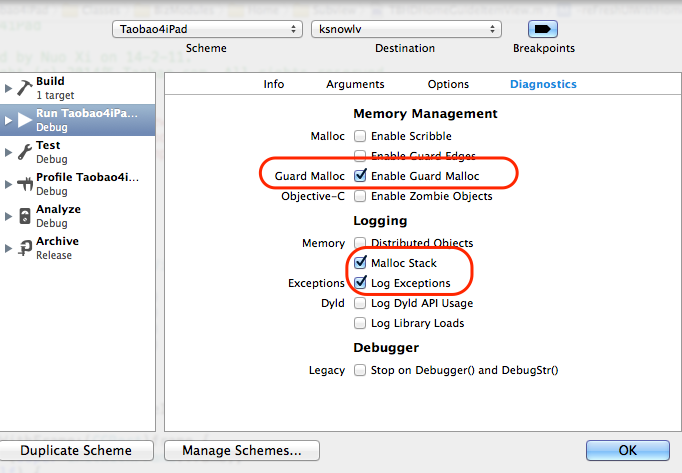 Taobao4iPad
ksnowlv
Scheme
Destination
Breakpoints
Build
1 target
Run Taobao4iPa...
Debug
Test
Debug
Profile Taobao4i...
Debug
Analyze
Debug
Archive
Release
Info Arguments Options Diagnostics
Memory Management
Malloc Enable Scribble
Enable Guard Edges
Guard Malloc Enable Guard Malloc
Objective-C Enable Zombie Objects
Logging
Memory Distributed Objects
Malloc Stack
Exceptions Log Exceptions
Dyld Log Dyld API Usage
Log Library Loads
Debugger
Legacy Stop on Debugger() and DebugStr()
Duplicate Scheme
Manage Schemes...
OK